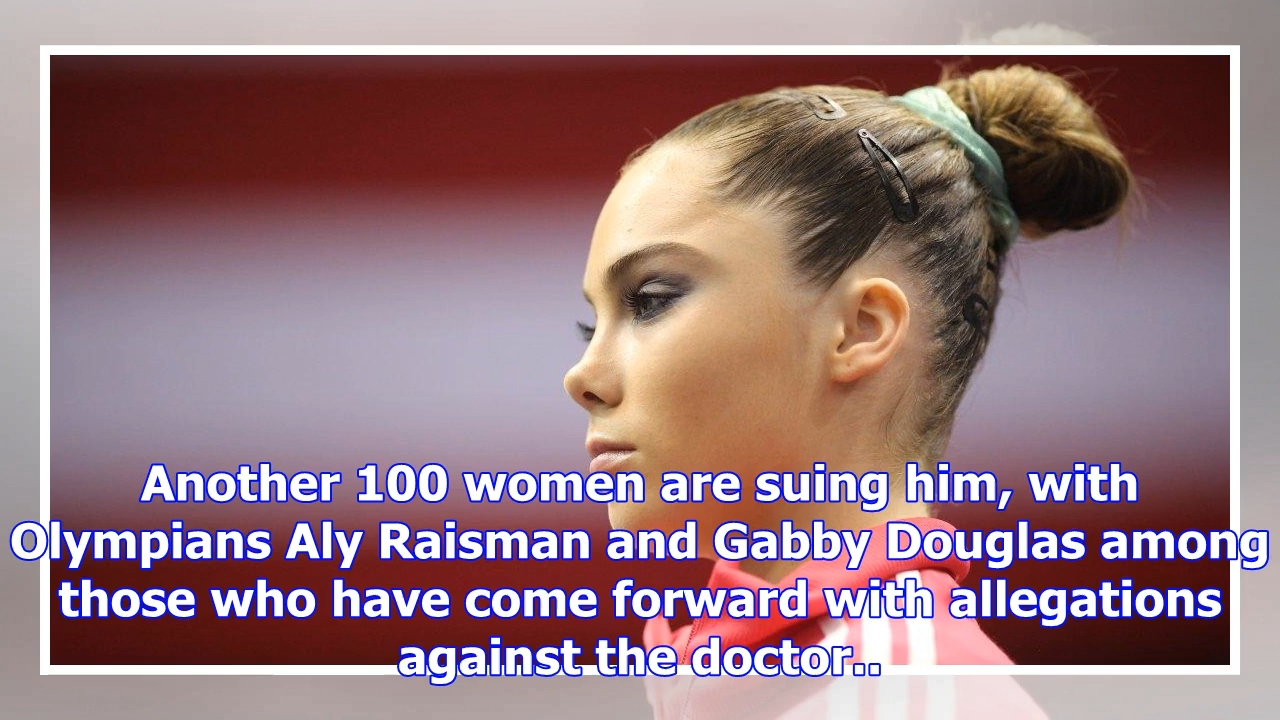 Another 100 women are suing him, with
Olympians Aly Raisman and Gabby Douglas among
those who have come forward with allegations
against the doctor..